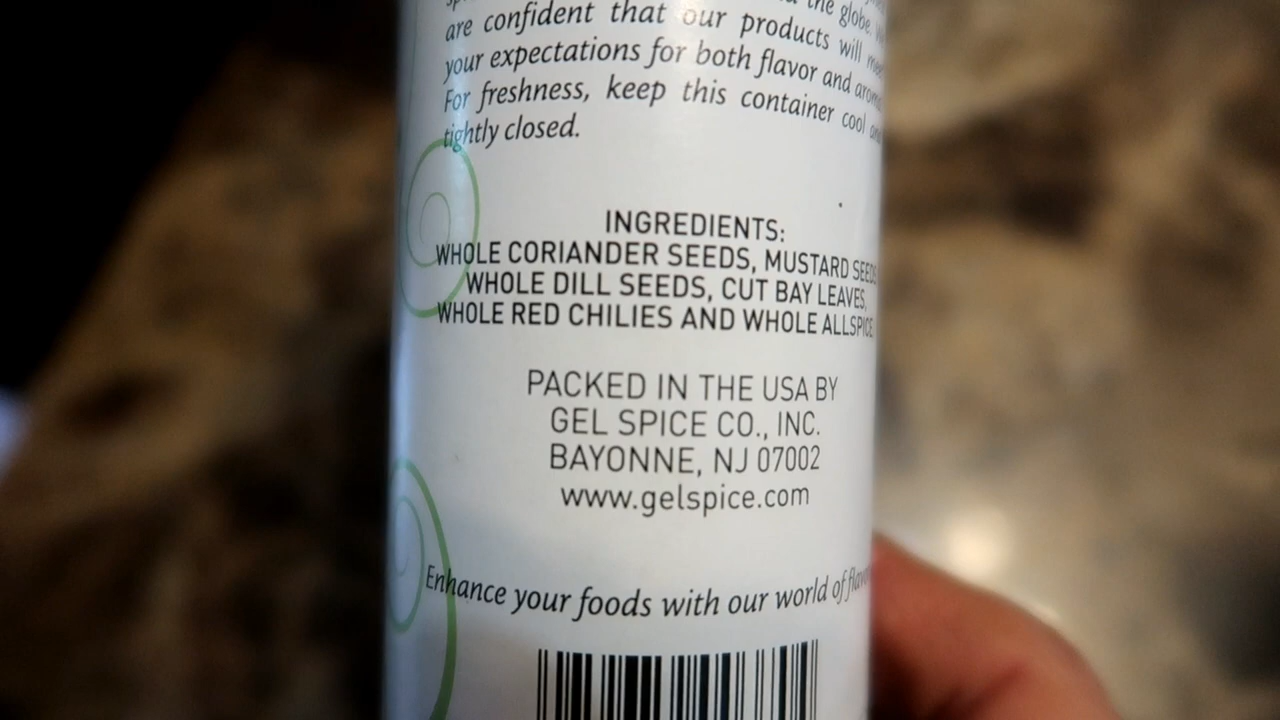 the globe.
are confident that our products will
your expectations for both flavor and
For freshness, keep this container cool
tightly closed.
INGREDIENTS:
WHOLE CORIANDER SEEDS, MUSTARD SEEDS
WHOLE DILL SEEDS, CUT BAY LEAVES,
WHOLE RED CHILIES AND WHOLE ALLSPICE.
PACKED IN THE USA BY
GEL SPICE CO., INC.
BAYONNE, NJ 07002
www.gelspice.com
Enhance your foods with our world of